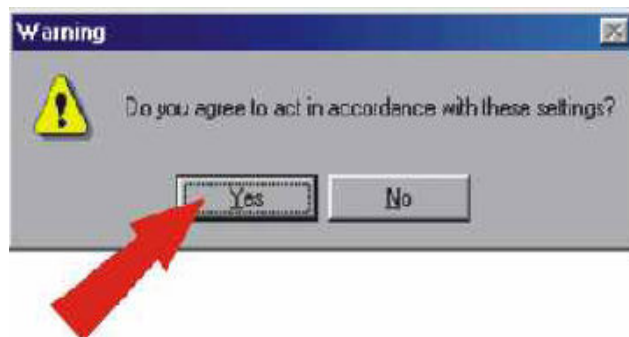 Warning
Do you agree to act in accordance with these settings?
Yes
No